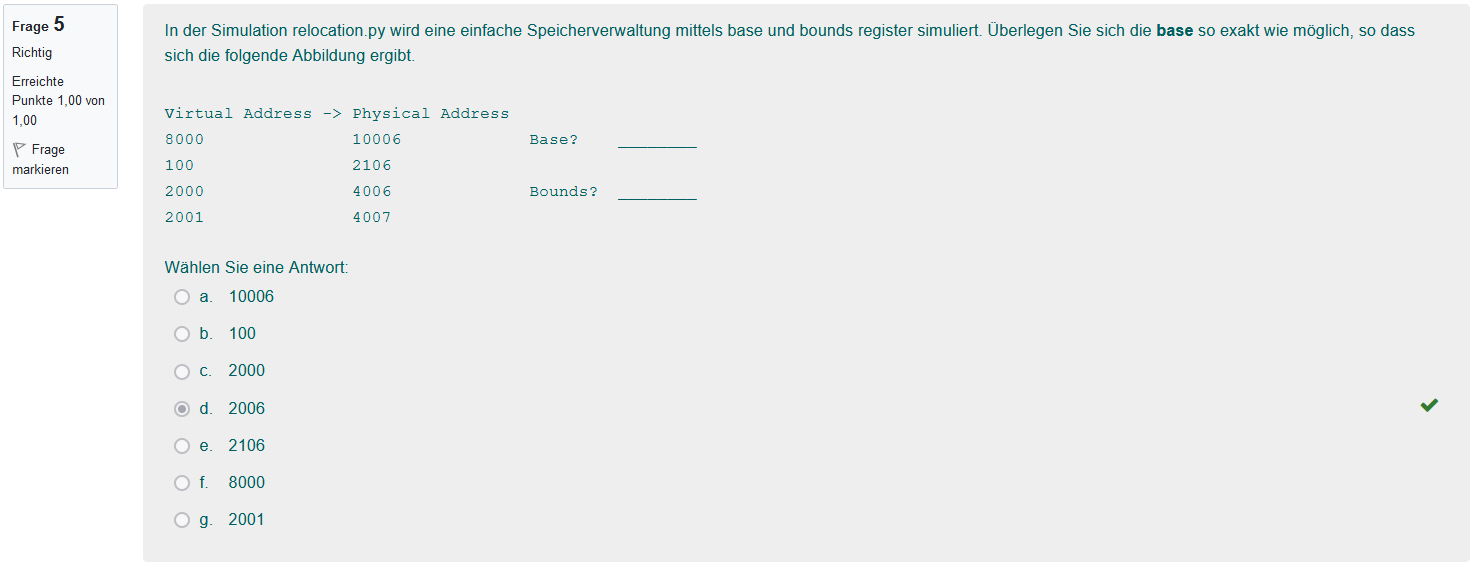 Frage 5
Richtig
Erreichte
Punkte 1,00 von
1,00
Frage
markieren
In der Simulation relocation.py wird eine einfache Speicherverwaltung mittels base und bounds register simuliert. Überlegen Sie sich die base so exakt wie möglich, so dass
sich die folgende Abbildung ergibt.
Virtual Address -> Physical Address
8000 10006 Base? ________
100 2106
2000 4006 Bounds? ________
2001 4007
Wählen Sie eine Antwort:
a. 10006
b. 100
c. 2000
d. 2006
e. 2106
f. 8000
g. 2001